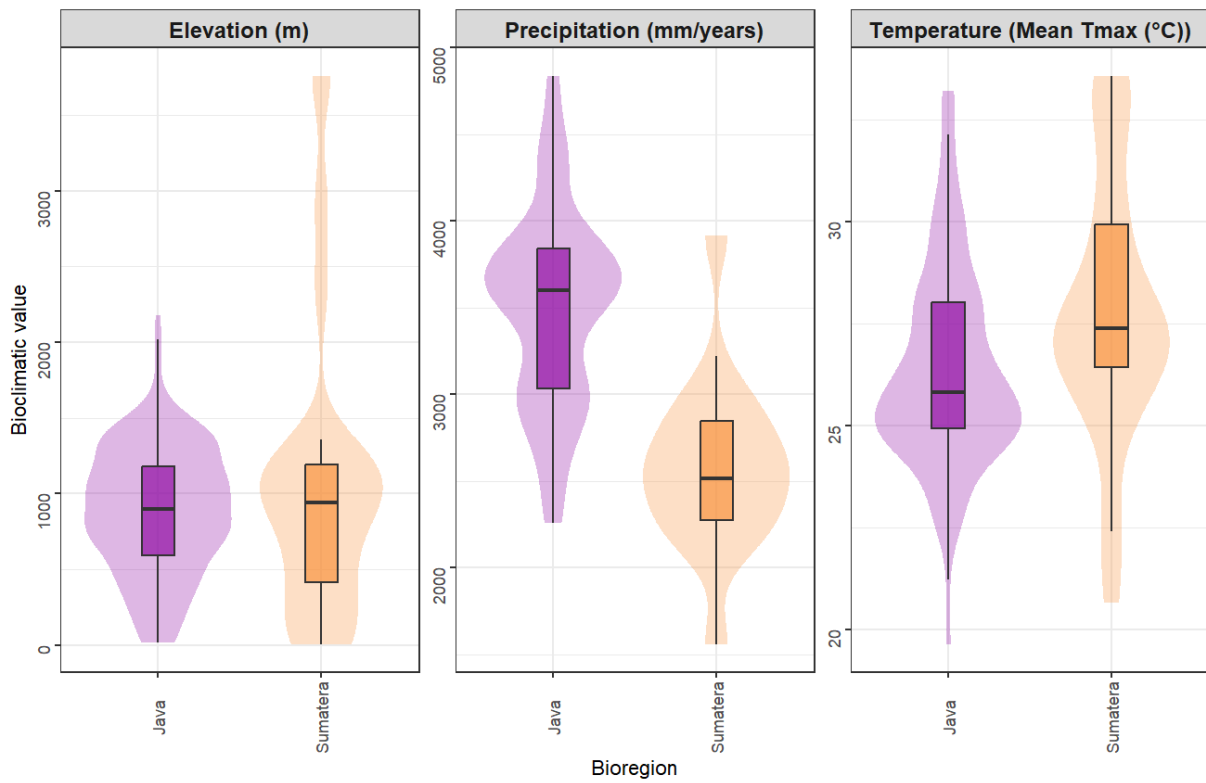 Elevation (m)
Precipitation (mm/years)
Temperature (Mean Tmax (°C))
Bioclimatic value
3000
2000
1000
0
5000
4000
3000
2000
30
25
20
Java
Sumatera
Java
Sumatera
Java
Sumatera
Bioregion